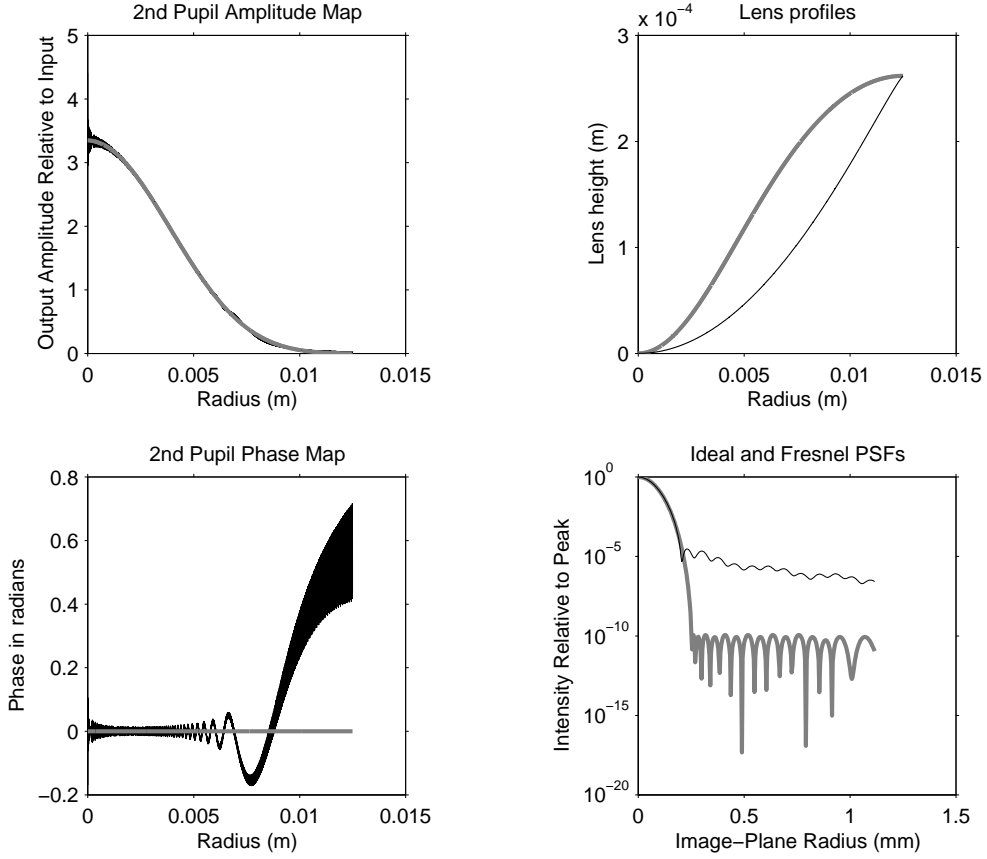 2nd Pupil Amplitude Map
Output Amplitude Relative to Input
5
4
3
2
1
0
0
0.005
0.01
0.015
Radius (m)
Lens profiles
x 10^-4
Lens height (m)
3
2
1
0
0
0.005
0.01
0.015
Radius (m)
2nd Pupil Phase Map
Phase in radians
0.8
0.6
0.4
0.2
0
−0.2
0
0.005
0.01
0.015
Radius (m)
Ideal and Fresnel PSFs
Intensity Relative to Peak
10^0
10^-5
10^-10
10^-15
10^-20
0
0.5
1
1.5
Image−Plane Radius (mm)